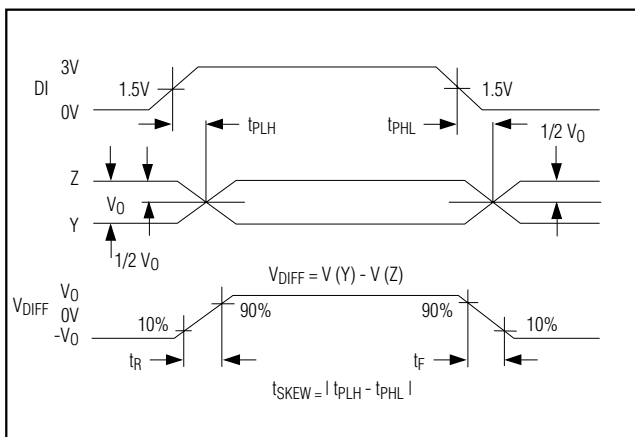 3V
DI
1.5V
1.5V
0V
tPLH
tPHL
1/2 VO
Z
VO
Y
1/2 VO
VDIFF = V (Y) - V (Z)
VO
VDIFF
0V
-VO
10%
90%
90%
10%
tR
tF
tSKEW = | tPLH - tPHL |